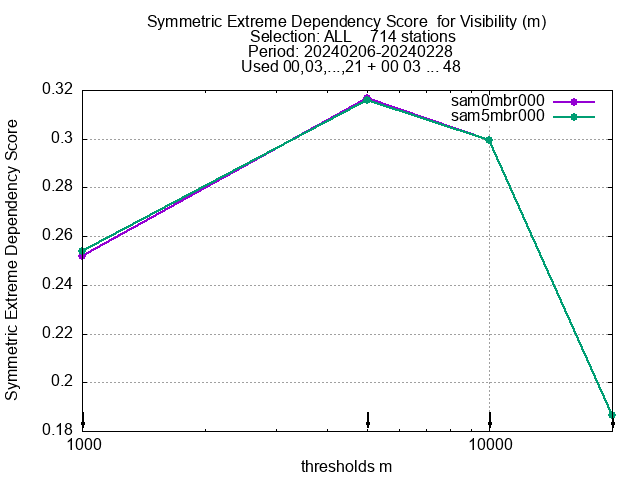 Symmetric Extreme Dependency Score  for Visibility (m)
Selection: ALL    714 stations
Period: 20240206-20240228
Used 00,03,...,21 + 00 03 ... 48
sam0mbr000
sam5mbr000
0.32
0.3
0.28
0.26
0.24
0.22
0.2
0.18
Symmetric Extreme Dependency Score
1000
10000
thresholds m